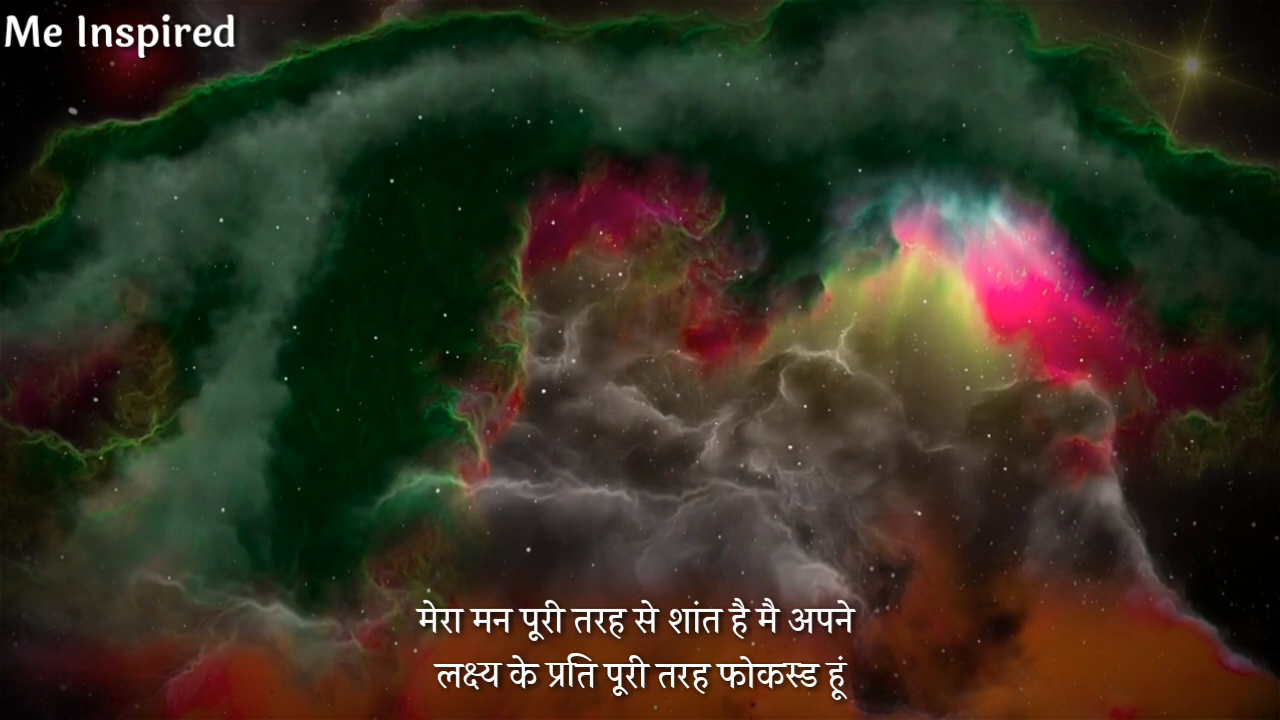 Me Inspired
मेरा मन पूरी तरह से शांत है मै अपने
लक्ष्य के प्रति पूरी तरह फोकस्ड हूं